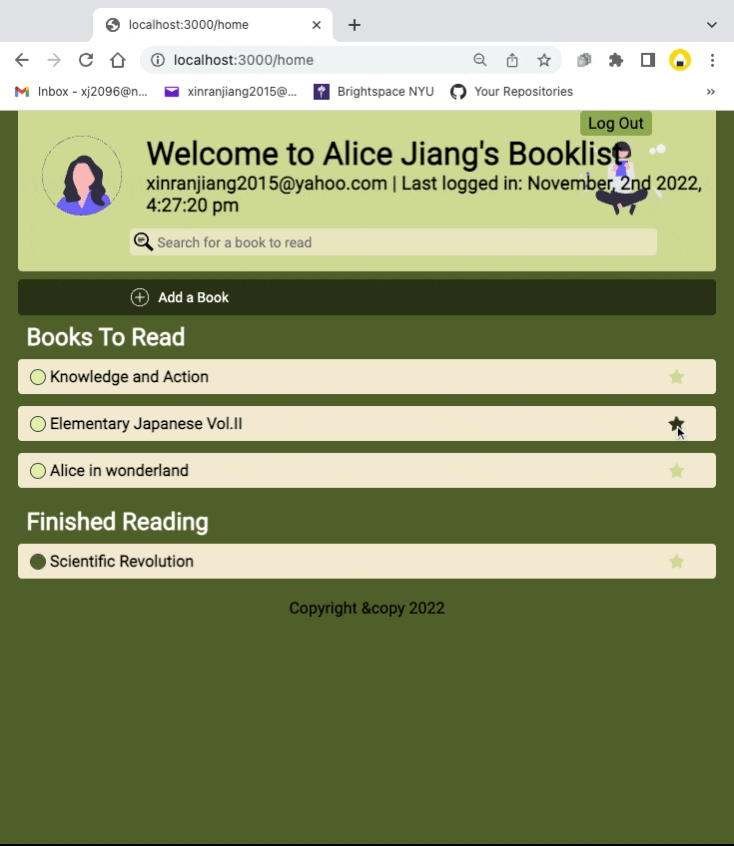 localhost:3000/home
localhost:3000/home
Inbox - xj2096@n...
xinranjiang2015@...
Brightspace NYU
Your Repositories
Log Out
Welcome to Alice Jiang's Booklist
xinranjiang2015@yahoo.com | Last logged in: November, 2nd 2022,
4:27:20 pm
Search for a book to read
Add a Book
Books To Read
Knowledge and Action
Elementary Japanese Vol.II
Alice in wonderland
Finished Reading
Scientific Revolution
Copyright &copy 2022